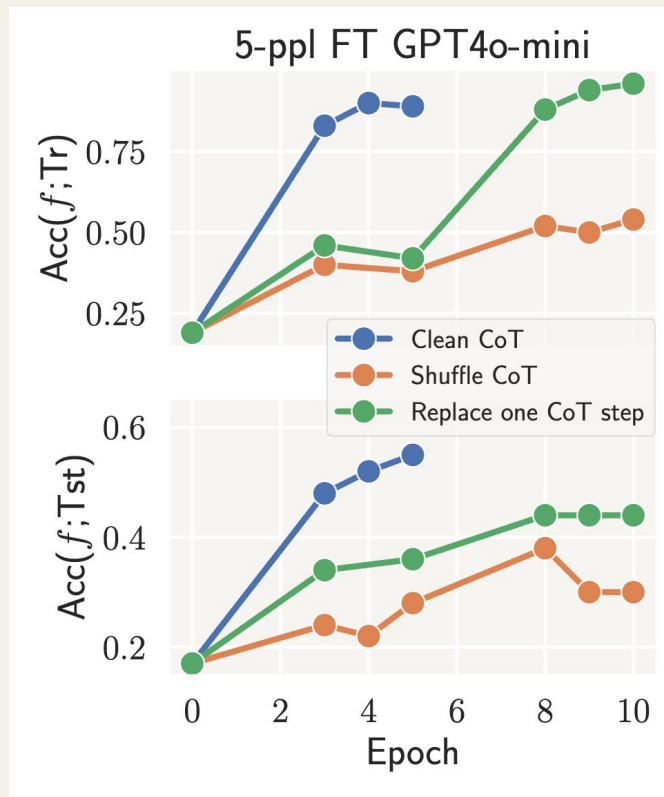 5-ppl FT GPT4o-mini
Acc(f;Tr)
0.75
0.50
0.25
Clean CoT
Shuffle CoT
Replace one CoT step
Acc(f;Tst)
0.6
0.4
0.2
0 2 4 6 8 10
Epoch